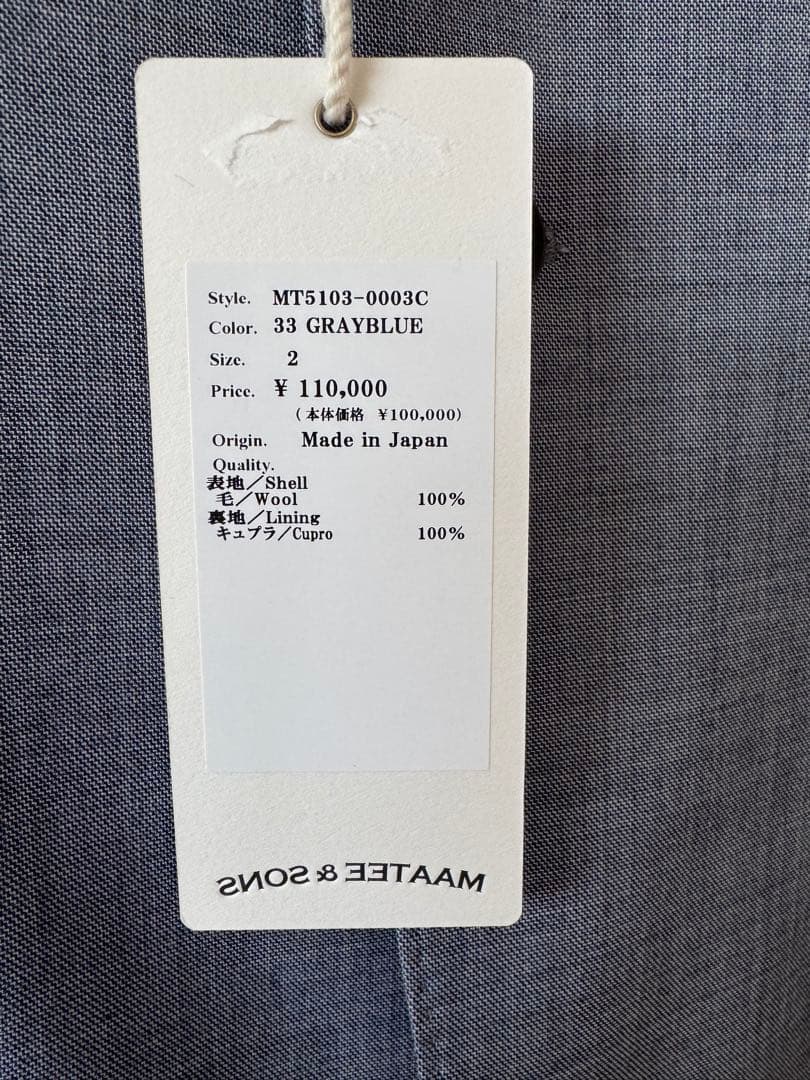 Style. MT5103-0003C
Color. 33 GRAYBLUE
Size. 2
Price. ¥ 110,000
(本体価格 ¥100,000)
Origin. Made in Japan
Quality.
表地/Shell
毛/Wool 100%
裏地/Lining
キュプラ/Cupro 100%
MAATEE & SONS